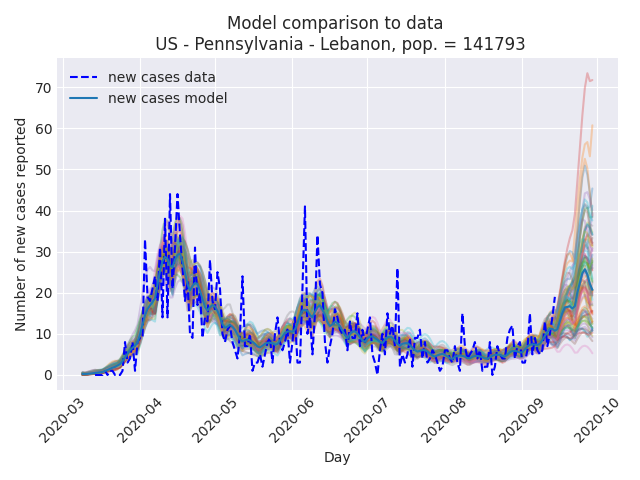 Model comparison to data
US - Pennsylvania - Lebanon, pop. = 141793
new cases data
new cases model
Number of new cases reported
70
60
50
40
30
20
10
0
2020-03
2020-04
2020-05
2020-06
2020-07
2020-08
2020-09
2020-10
Day